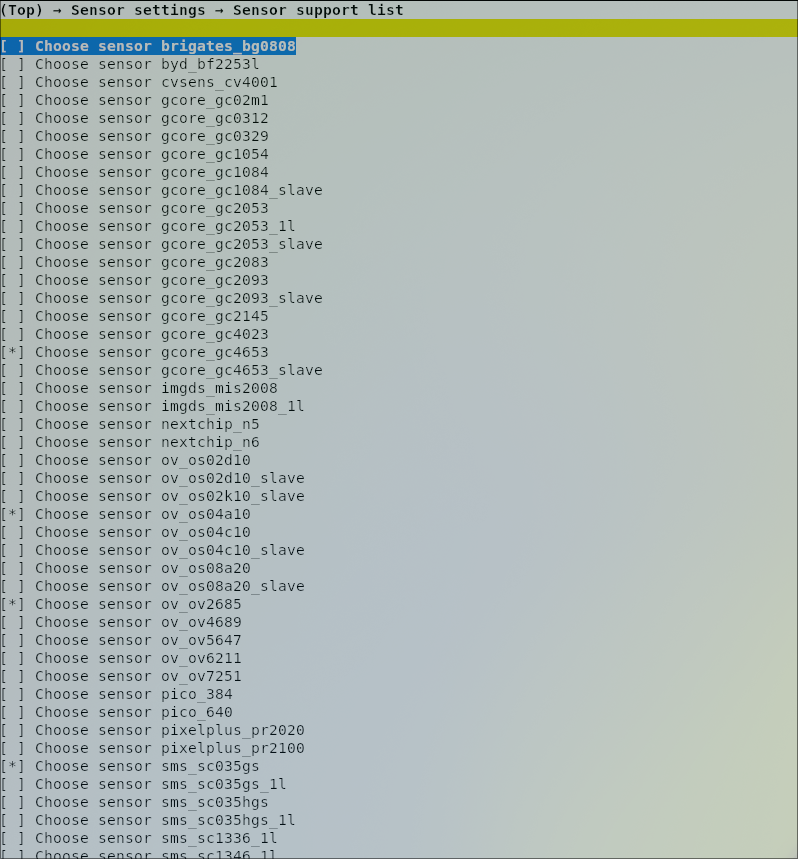 (Top) → Sensor settings → Sensor support list
[ ] Choose sensor brigates_bg0808
[ ] Choose sensor byd_bf2253l
[ ] Choose sensor cvsens_cv4001
[ ] Choose sensor gcore_gc02m1
[ ] Choose sensor gcore_gc0312
[ ] Choose sensor gcore_gc0329
[ ] Choose sensor gcore_gc1054
[ ] Choose sensor gcore_gc1084
[ ] Choose sensor gcore_gc1084_slave
[ ] Choose sensor gcore_gc2053
[ ] Choose sensor gcore_gc2053_1l
[ ] Choose sensor gcore_gc2053_slave
[ ] Choose sensor gcore_gc2083
[ ] Choose sensor gcore_gc2093
[ ] Choose sensor gcore_gc2093_slave
[ ] Choose sensor gcore_gc2145
[ ] Choose sensor gcore_gc4023
[*] Choose sensor gcore_gc4653
[ ] Choose sensor gcore_gc4653_slave
[ ] Choose sensor imgds_mis2008
[ ] Choose sensor imgds_mis2008_1l
[ ] Choose sensor nextchip_n5
[ ] Choose sensor nextchip_n6
[ ] Choose sensor ov_os02d10
[ ] Choose sensor ov_os02d10_slave
[ ] Choose sensor ov_os02k10_slave
[*] Choose sensor ov_os04a10
[ ] Choose sensor ov_os04c10
[ ] Choose sensor ov_os04c10_slave
[ ] Choose sensor ov_os08a20
[ ] Choose sensor ov_os08a20_slave
[*] Choose sensor ov_ov2685
[ ] Choose sensor ov_ov4689
[ ] Choose sensor ov_ov5647
[ ] Choose sensor ov_ov6211
[ ] Choose sensor ov_ov7251
[ ] Choose sensor pico_384
[ ] Choose sensor pico_640
[ ] Choose sensor pixelplus_pr2020
[ ] Choose sensor pixelplus_pr2100
[*] Choose sensor sms_sc035gs
[ ] Choose sensor sms_sc035gs_1l
[ ] Choose sensor sms_sc035hgs
[ ] Choose sensor sms_sc035hgs_1l
[ ] Choose sensor sms_sc1336_1l
[ ] Choose sensor sms_sc1346_1l